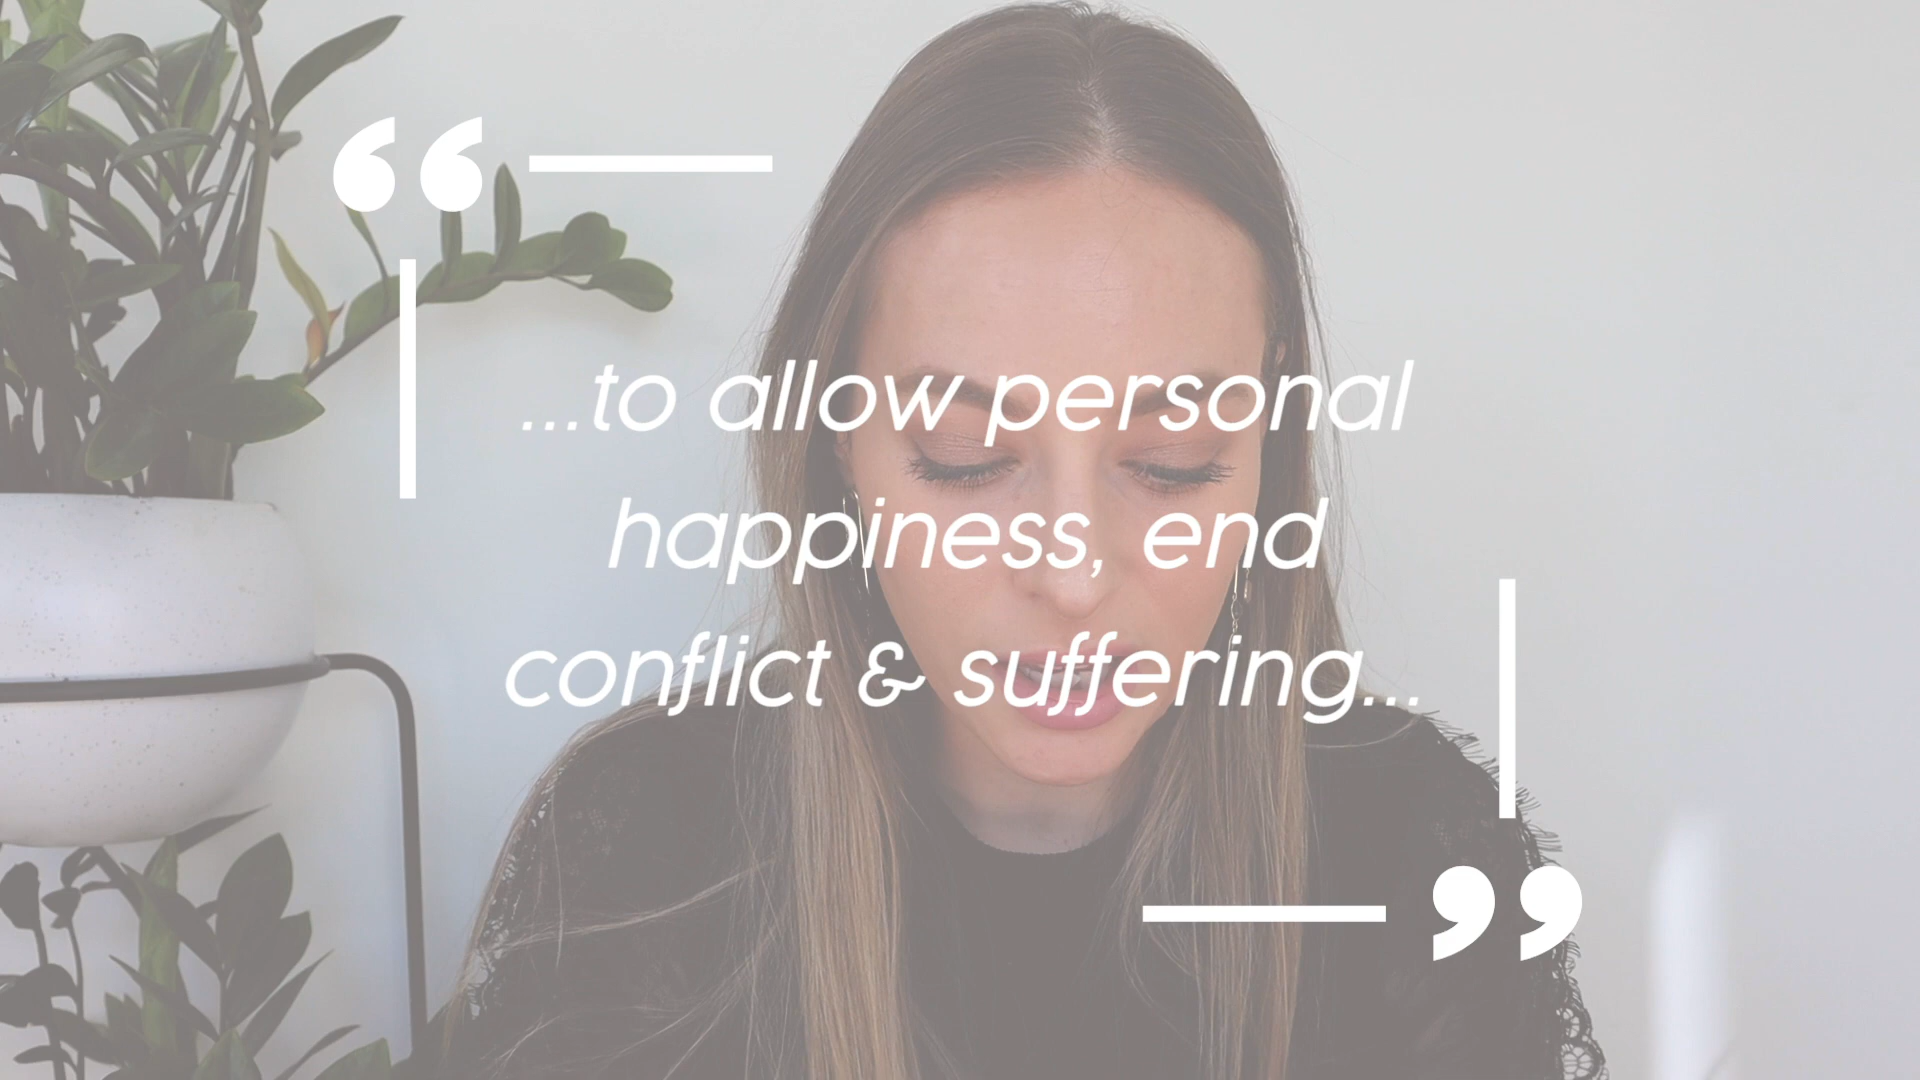 “
...to allow personal
happiness, end
conflict & suffering...
”